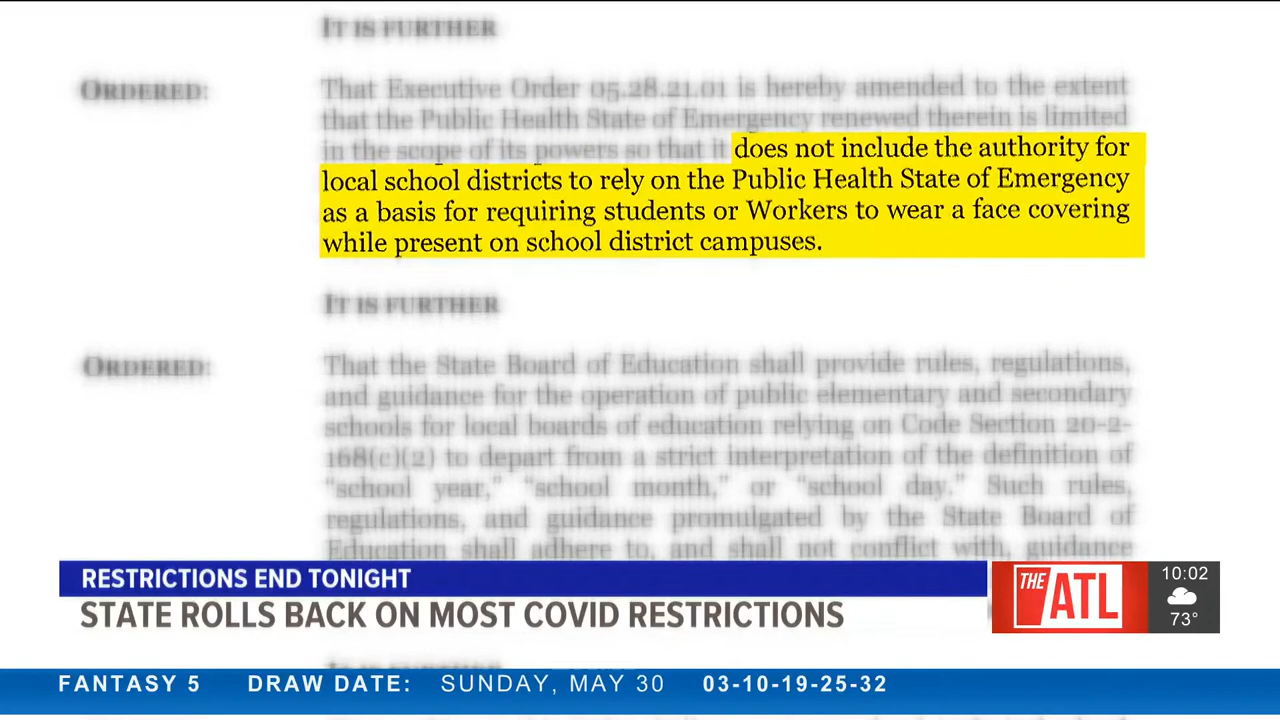 IT IS FURTHER
ORDERED:
That Executive Order 05.28.21.01 is hereby amended to the extent
that the Public Health State of Emergency renewed therein is limited
in the scope of its powers so that it does not include the authority for
local school districts to rely on the Public Health State of Emergency
as a basis for requiring students or Workers to wear a face covering
while present on school district campuses.
IT IS FURTHER
ORDERED:
That the State Board of Education shall provide rules, regulations,
and guidance for the operation of public elementary and secondary
schools for local boards of education relying on Code Section 20-2-
168(c)(2) to depart from a strict interpretation of the definition of
"school year," "school month," or "school day." Such rules,
regulations, and guidance promulgated by the State Board of
Education shall adhere to, and shall not conflict with, guidance
RESTRICTIONS END TONIGHT
STATE ROLLS BACK ON MOST COVID RESTRICTIONS
THE ATL
10:02
73°
FANTASY 5 DRAW DATE: SUNDAY, MAY 30 03-10-19-25-32